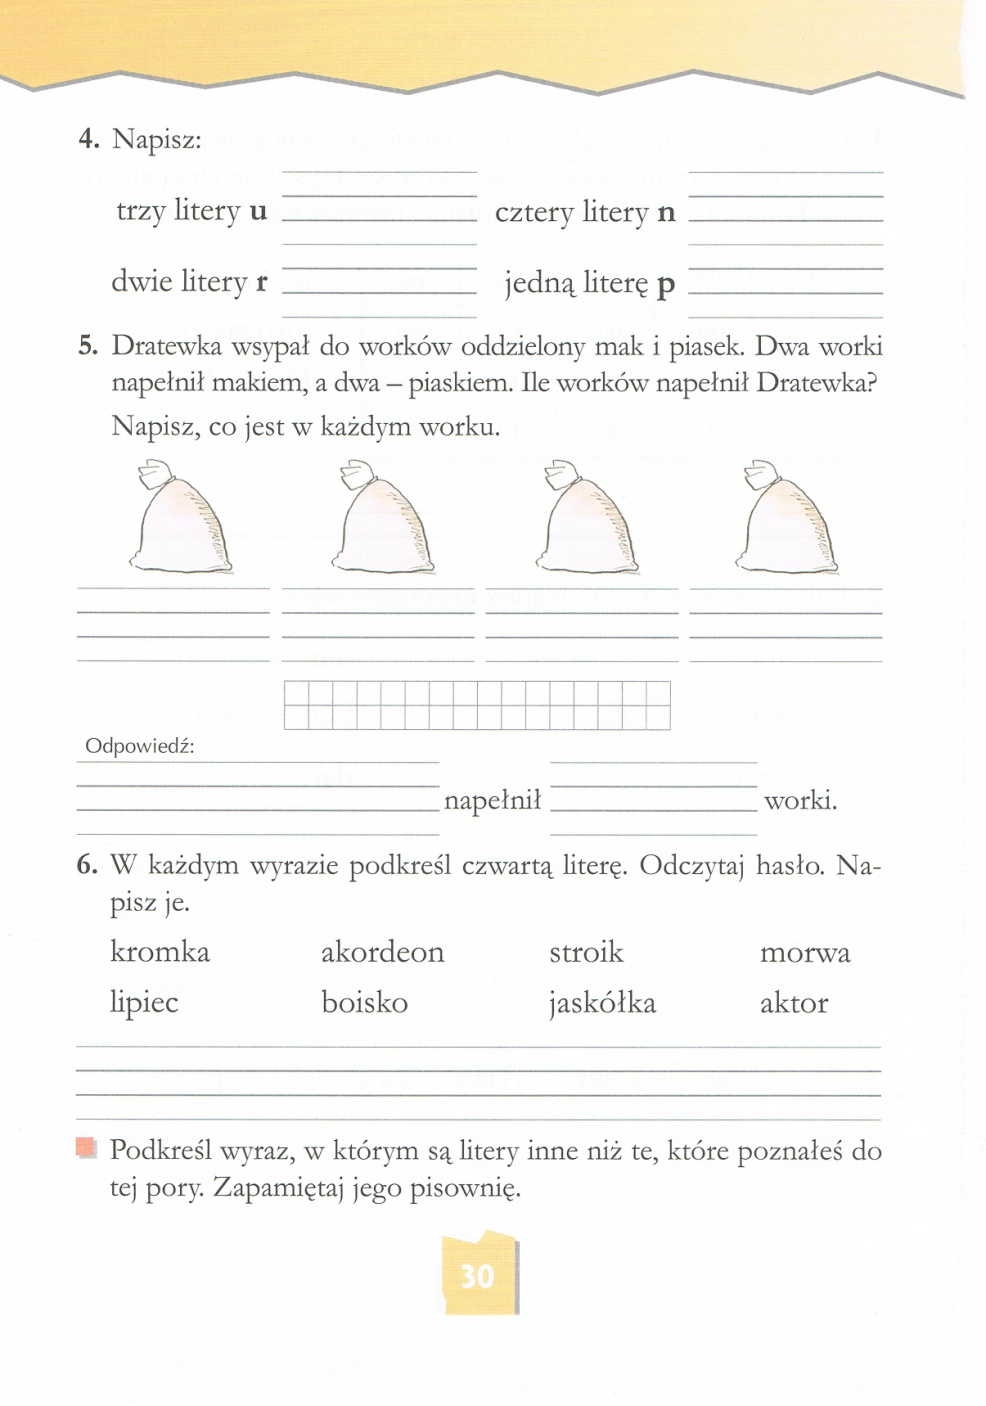 4. Napisz:
trzy litery u cztery litery n
dwie litery r jedną literę p
5. Dratewka wsypał do worków oddzielony mak i piasek. Dwa worki
napełnił makiem, a dwa – piaskiem. Ile worków napełnił Dratewka?
Napisz, co jest w każdym worku.
Odpowiedź:
napełnił worki.
6. W każdym wyrazie podkreśl czwartą literę. Odczytaj hasło. Na-
pisz je.
kromka akordeon stroik morwa
lipiec boisko jaskółka aktor
Podkreśl wyraz, w którym są litery inne niż te, które poznałeś do
tej pory. Zapamiętaj jego pisownię.
30